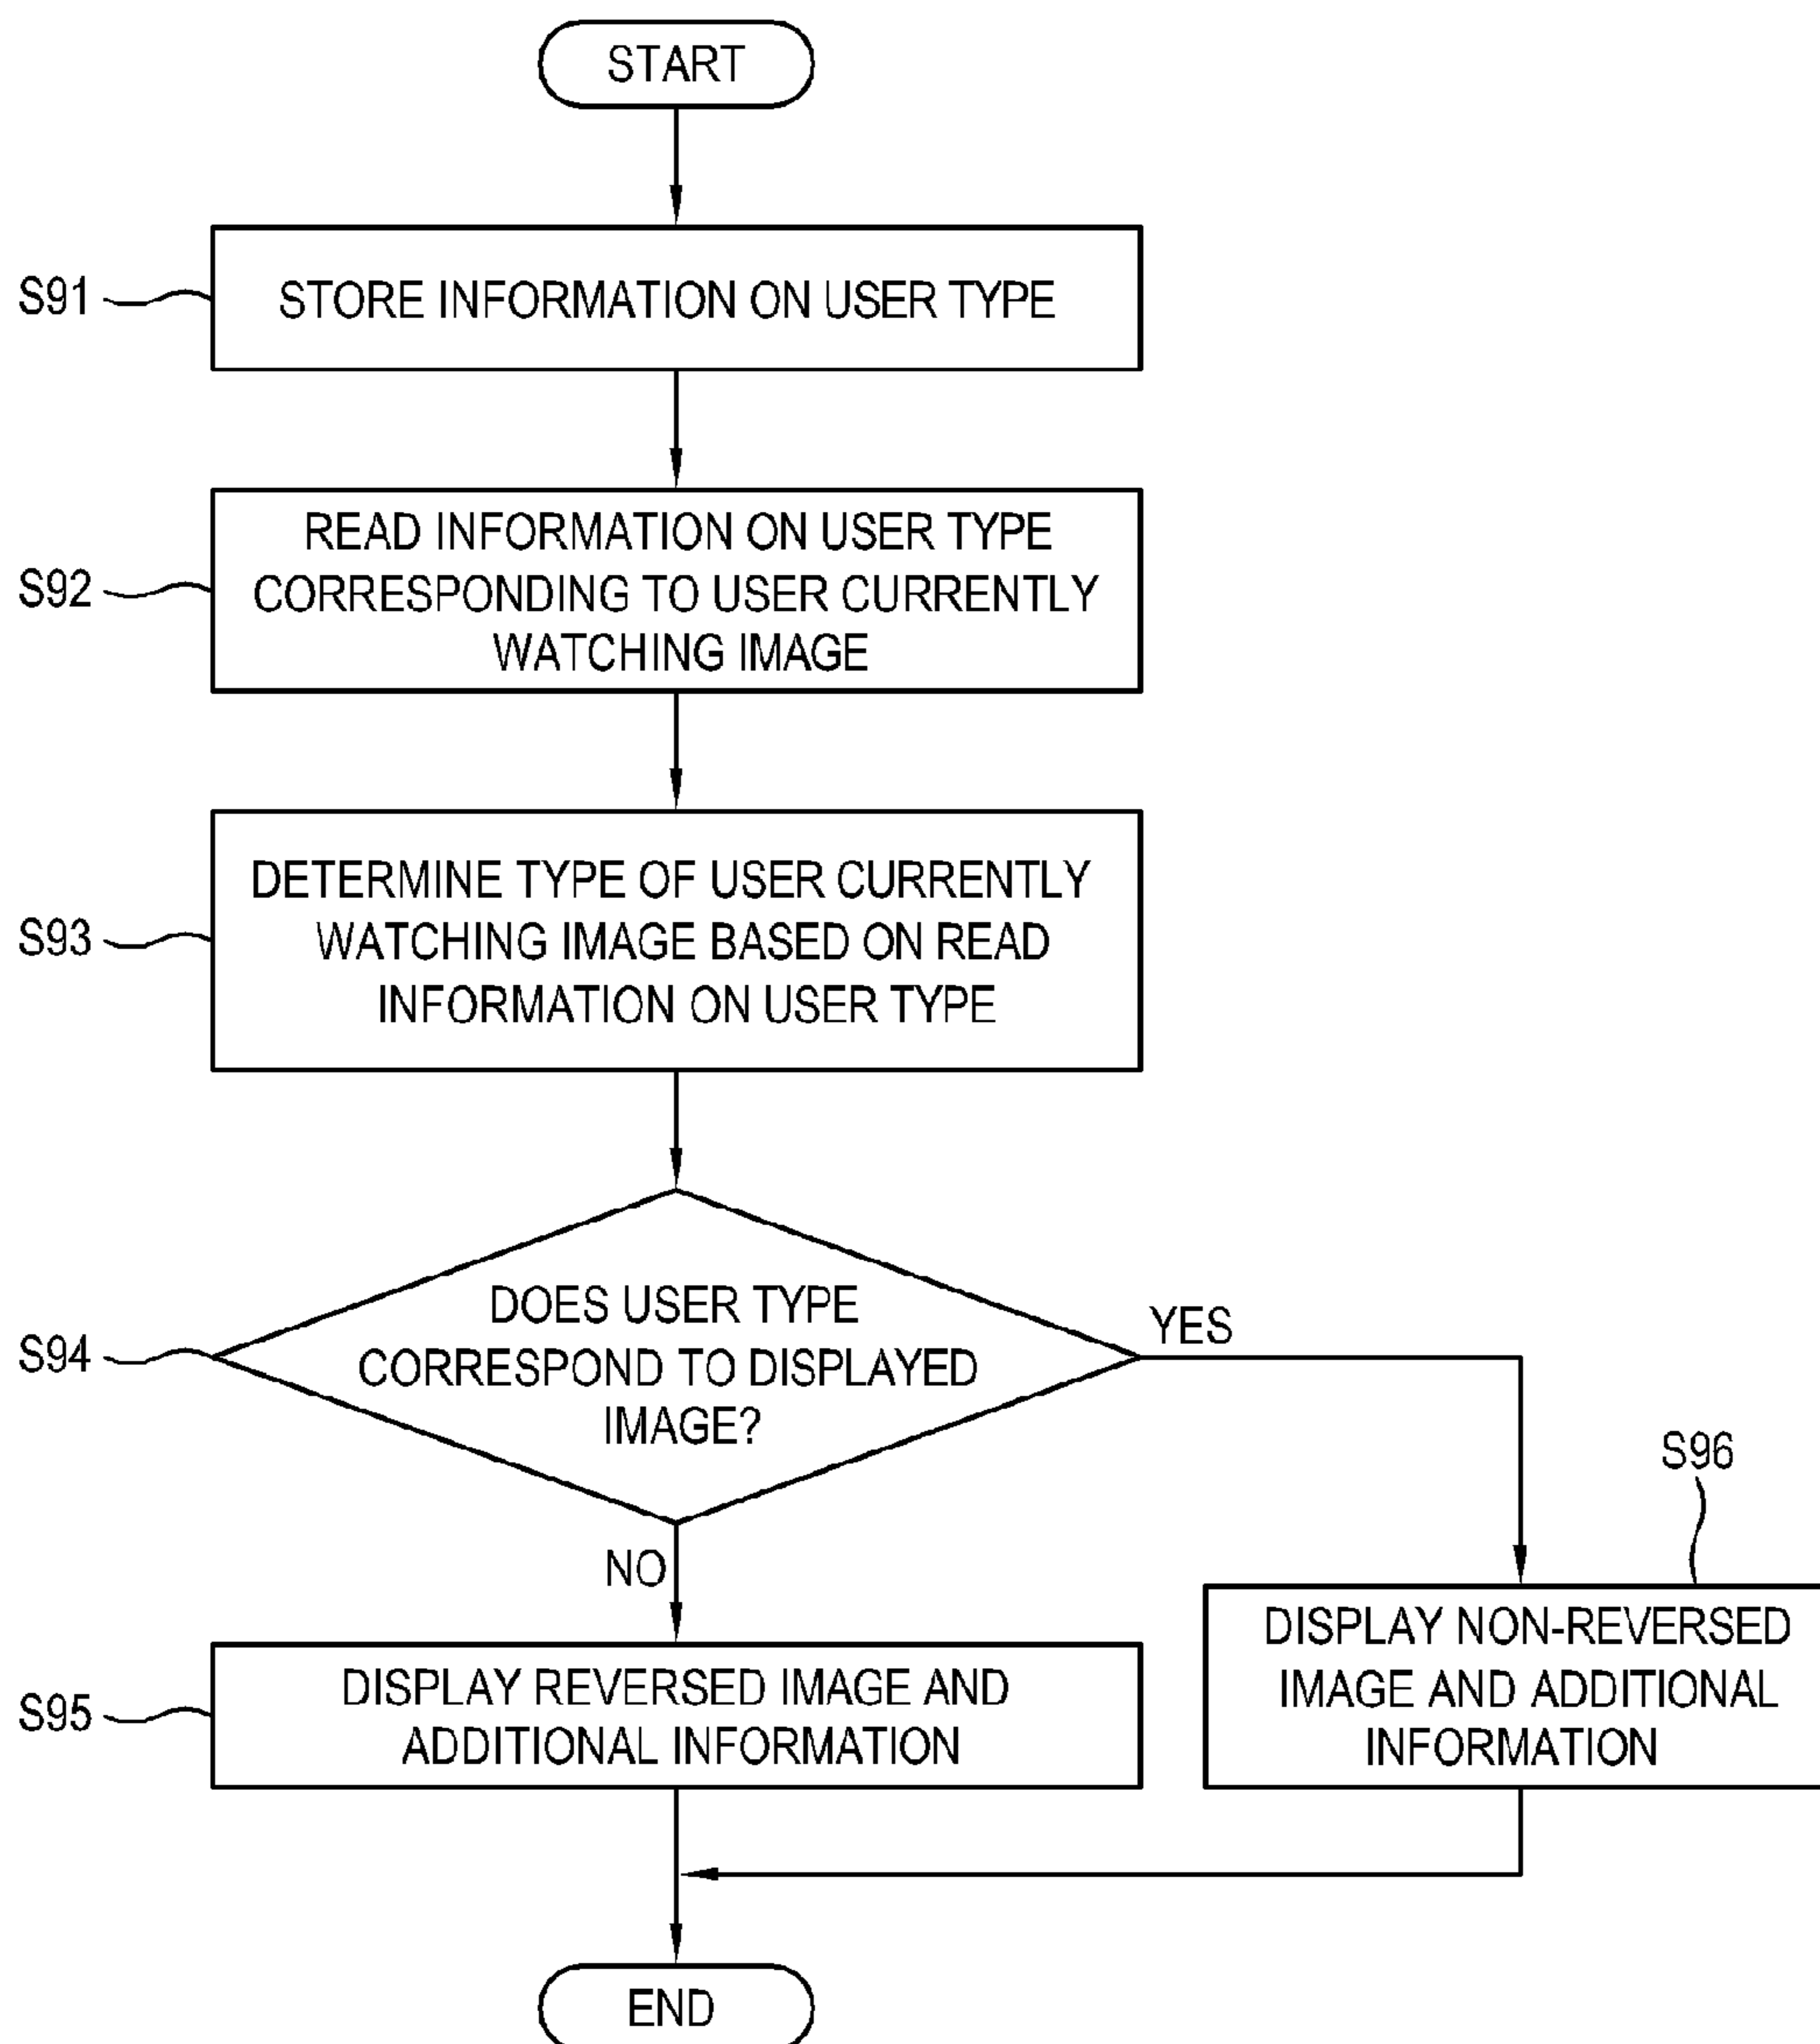 START
S91
STORE INFORMATION ON USER TYPE
S92
READ INFORMATION ON USER TYPE
CORRESPONDING TO USER CURRENTLY
WATCHING IMAGE
S93
DETERMINE TYPE OF USER CURRENTLY
WATCHING IMAGE BASED ON READ
INFORMATION ON USER TYPE
S94
DOES USER TYPE
CORRESPOND TO DISPLAYED
IMAGE?
YES
NO
S95
DISPLAY REVERSED IMAGE AND
ADDITIONAL INFORMATION
S96
DISPLAY NON-REVERSED
IMAGE AND ADDITIONAL
INFORMATION
END